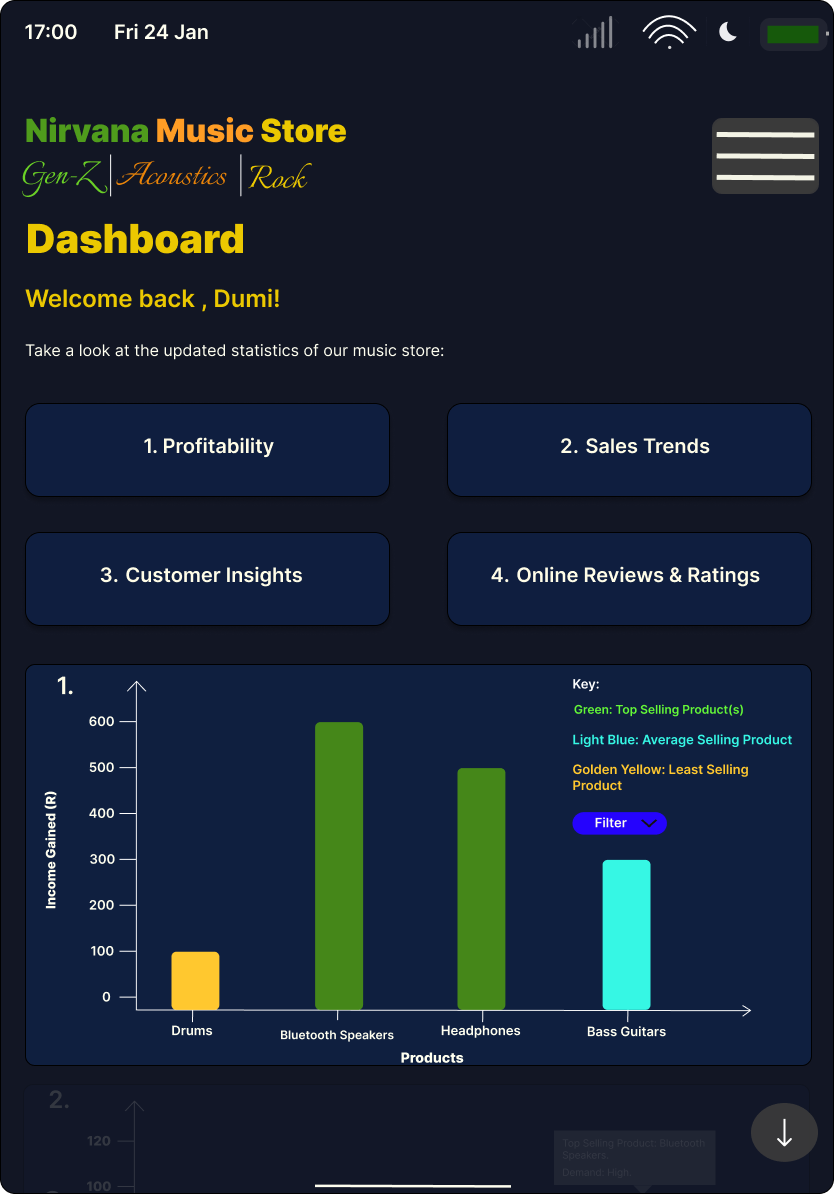 17:00 Fri 24 Jan
Nirvana Music Store
Gen-Z Acoustics Rock
Dashboard
Welcome back , Dumi!
Take a look at the updated statistics of our music store:
1. Profitability
2. Sales Trends
3. Customer Insights
4. Online Reviews & Ratings
1.
Key:
Green: Top Selling Product(s)
Light Blue: Average Selling Product
Golden Yellow: Least Selling
Product
Filter
Income Gained (R)
600
500
400
300
200
100
0
Drums
Bluetooth Speakers
Headphones
Bass Guitars
Products
2.
120
100
Top Selling Product: Bluetooth
Speakers.
Demand: High.